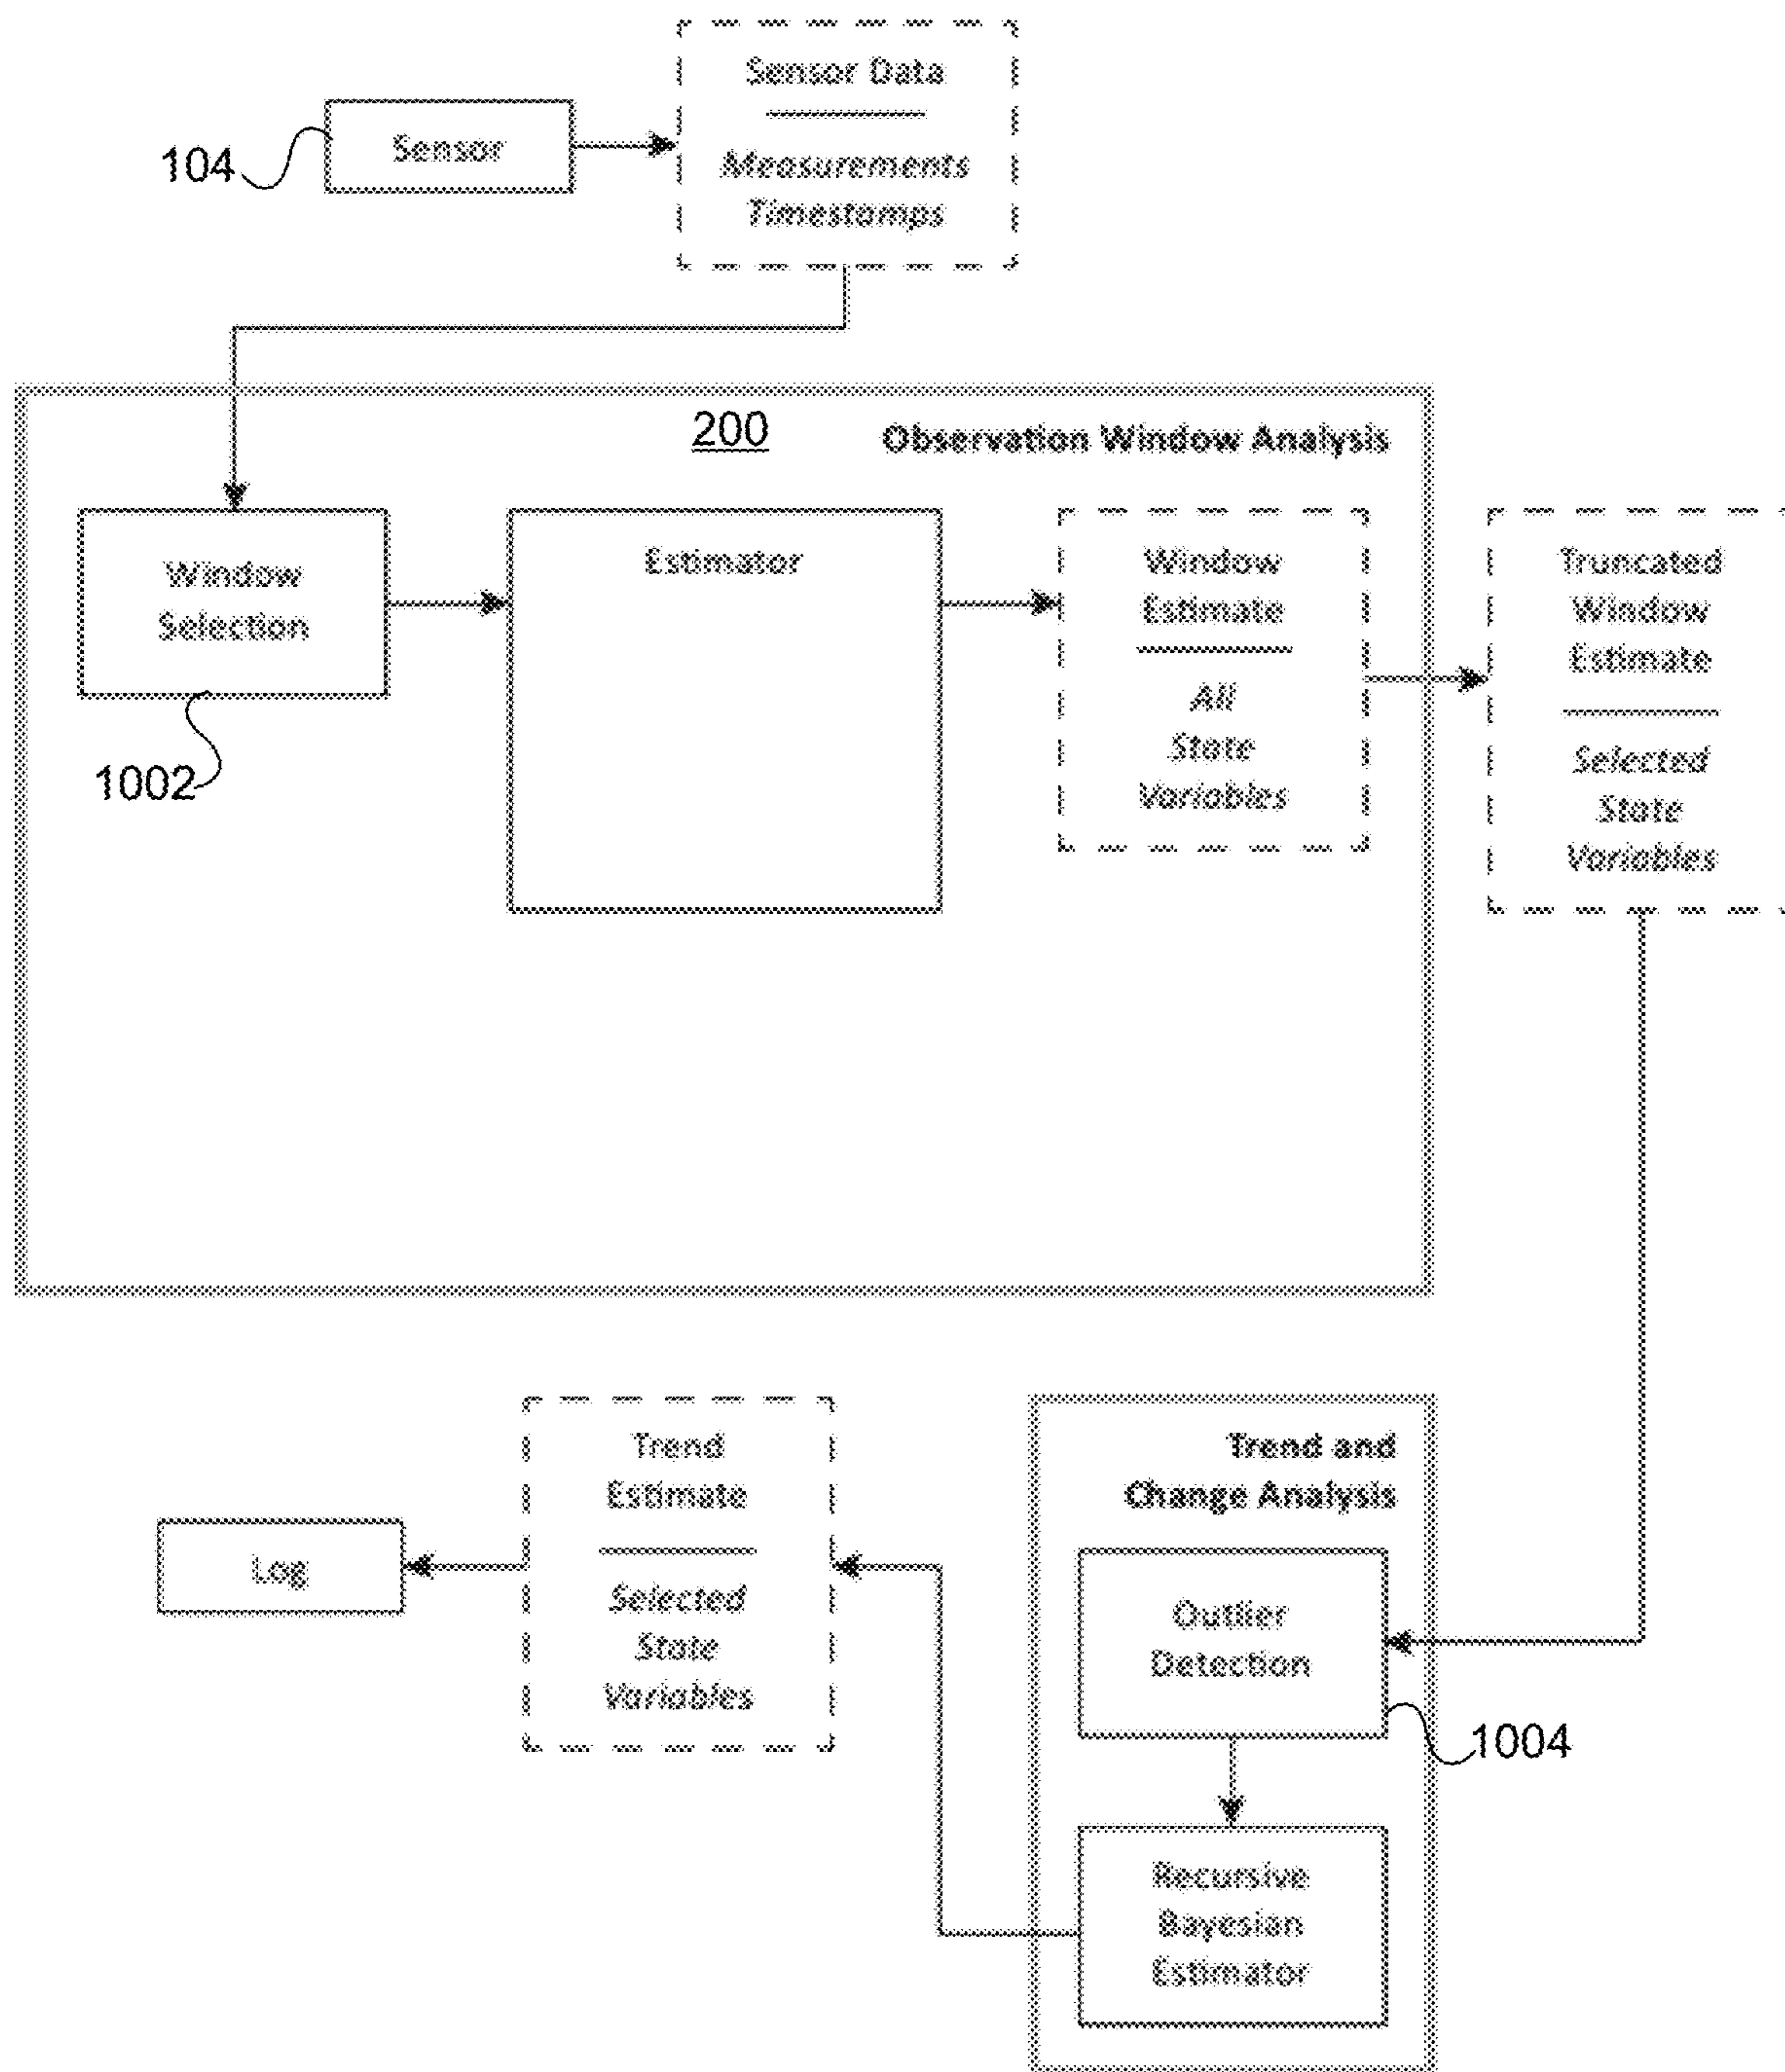 Sensor Data
Measurements
Timestamps
104
Sensor
200
Observation Window Analysis
Window
Selection
1002
Estimator
Window
Estimate
All
State
Variables
Truncated
Window
Estimate
Selected
State
Variables
Log
Trend
Estimate
Selected
State
Variables
Trend and
Change Analysis
Outlier
Detection
1004
Recursive
Bayesian
Estimator